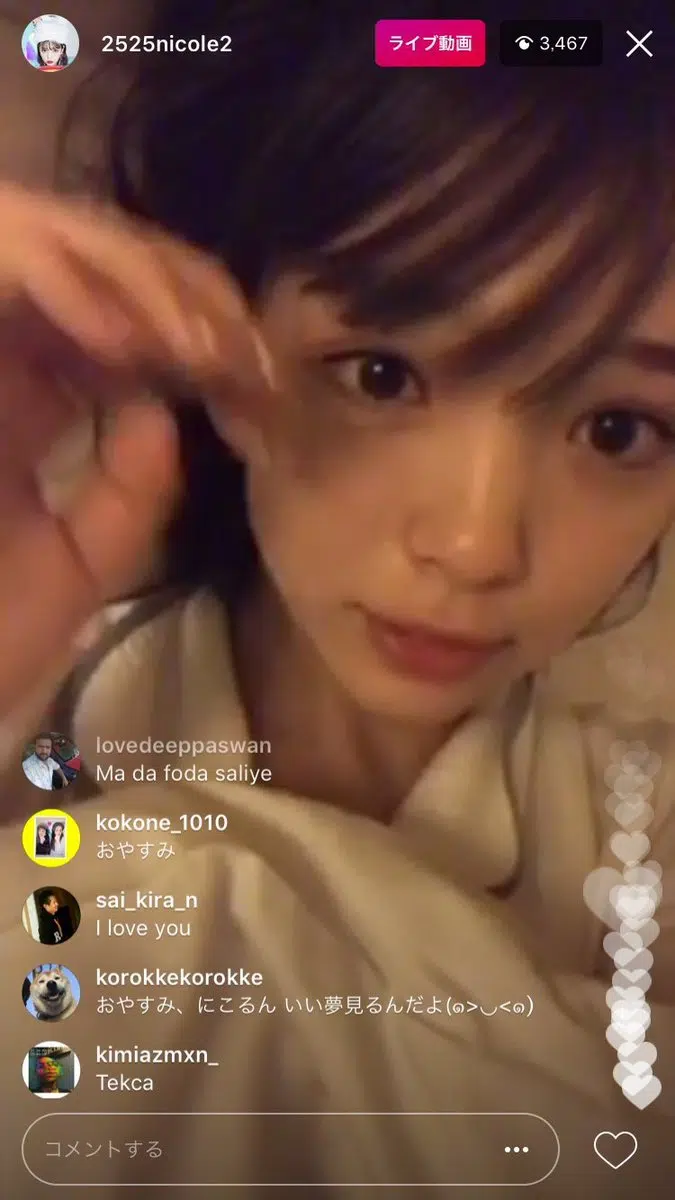 2525nicole2
ライブ動画
3,467
lovedeeppaswan
Ma da foda saliye
kokone_1010
おやすみ
sai_kira_n
I love you
korokkekorokke
おやすみ、にこるん いい夢見るんだよ(๑>◡<๑)
kimiazmxn_
Tekca
コメントする